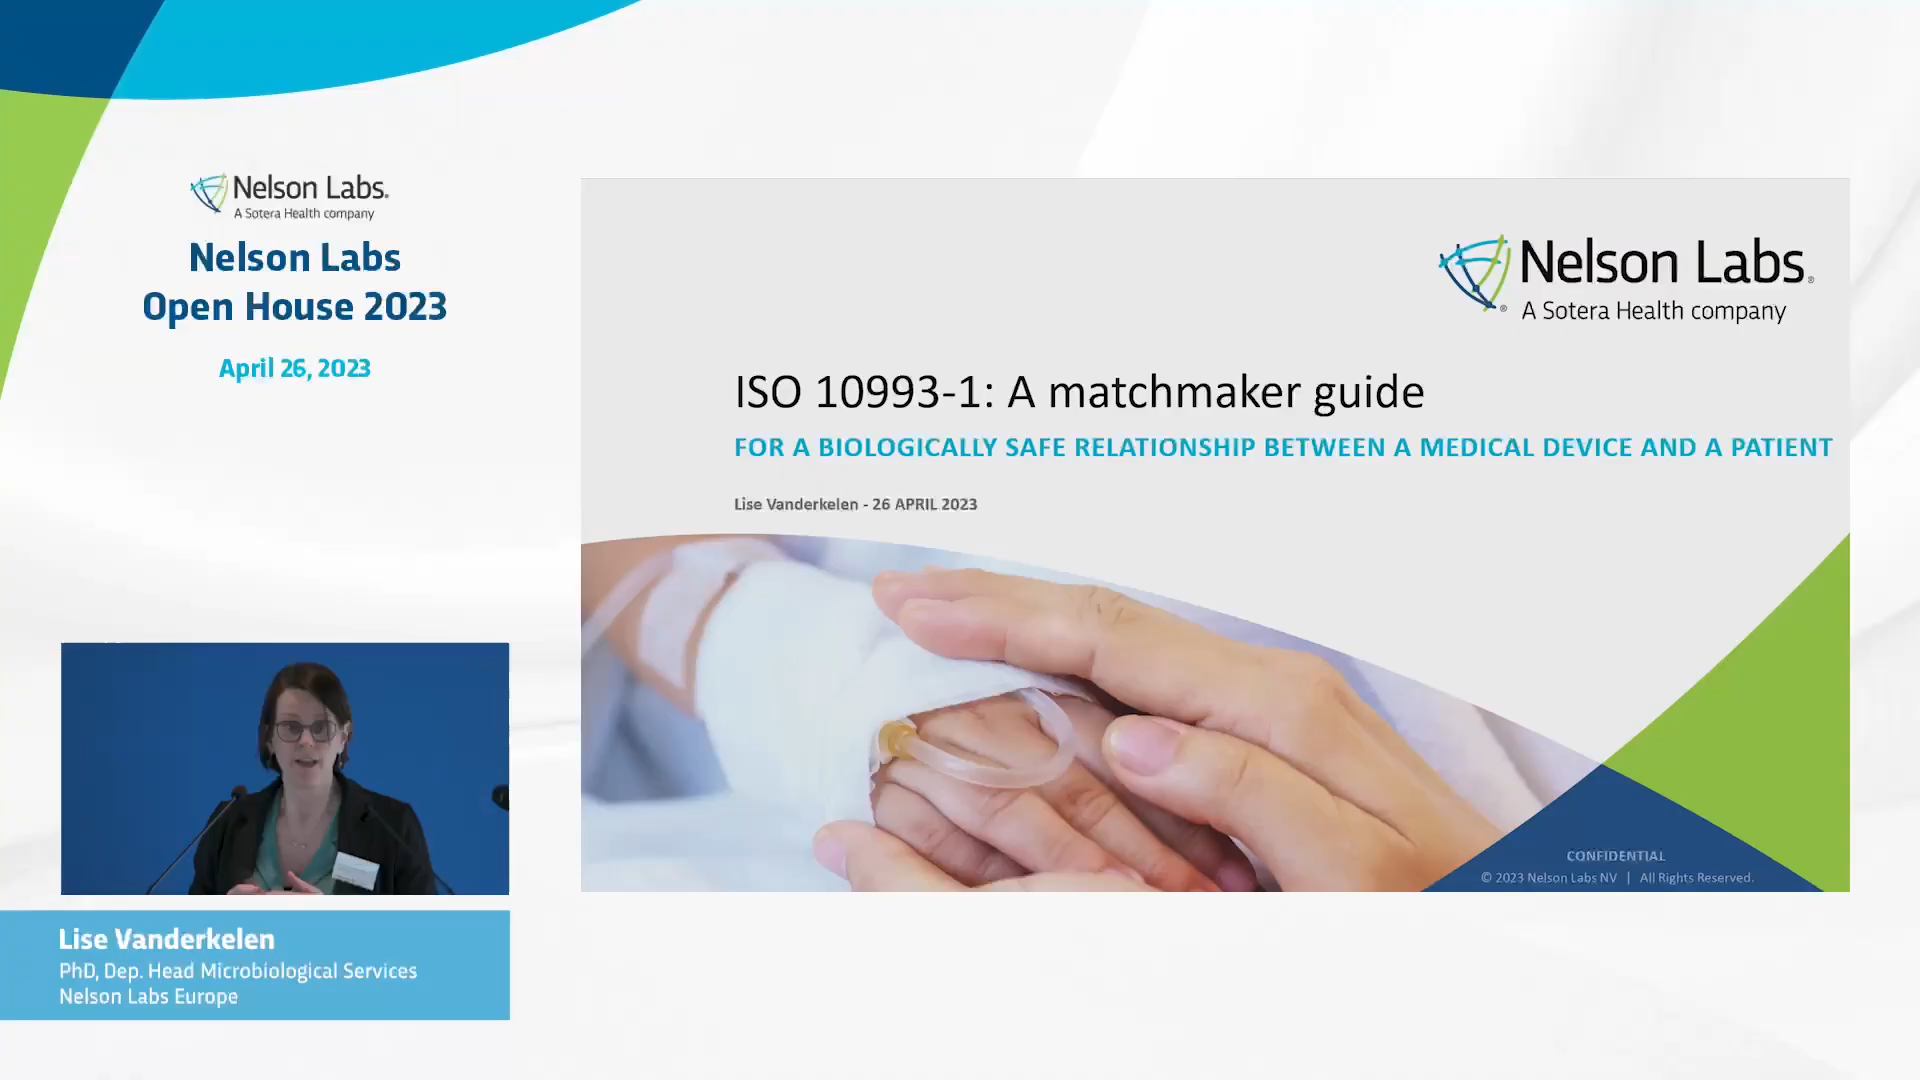 Nelson Labs®
A Sotera Health company
Nelson Labs
Open House 2023
April 26, 2023
Nelson Labs®
A Sotera Health company
ISO 10993-1: A matchmaker guide
FOR A BIOLOGICALLY SAFE RELATIONSHIP BETWEEN A MEDICAL DEVICE AND A PATIENT
Lise Vanderkelen - 26 APRIL 2023
CONFIDENTIAL
© 2023 Nelson Labs NV | All Rights Reserved.
Lise Vanderkelen
PhD, Dep. Head Microbiological Services
Nelson Labs Europe